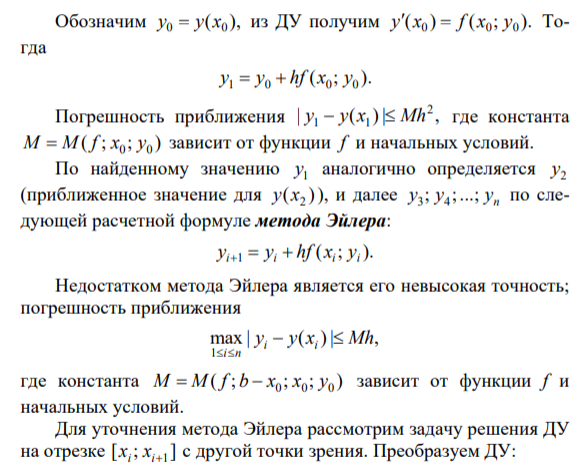 Обозначим y₀ = y(x₀), из ДУ получим y′(x₀) = f(x₀; y₀). То-
гда
y₁ = y₀ + hf(x₀; y₀).
Погрешность приближения | y₁ − y(x₁) |≤ Mh², где константа
M = M(f; x₀; y₀) зависит от функции f и начальных условий.
По найденному значению y₁ аналогично определяется y₂
(приближенное значение для y(x₂)), и далее y₃; y₄;...; yₙ по сле-
дующей расчетной формуле метода Эйлера:
yᵢ₊₁ = yᵢ + hf(xᵢ; yᵢ).
Недостатком метода Эйлера является его невысокая точность;
погрешность приближения
max | yᵢ − y(xᵢ) |≤ Mh,
1≤i≤n
где константа M = M(f; b − x₀; x₀; y₀) зависит от функции f и
начальных условий.
Для уточнения метода Эйлера рассмотрим задачу решения ДУ
на отрезке [xᵢ; xᵢ₊₁] с другой точки зрения. Преобразуем ДУ: